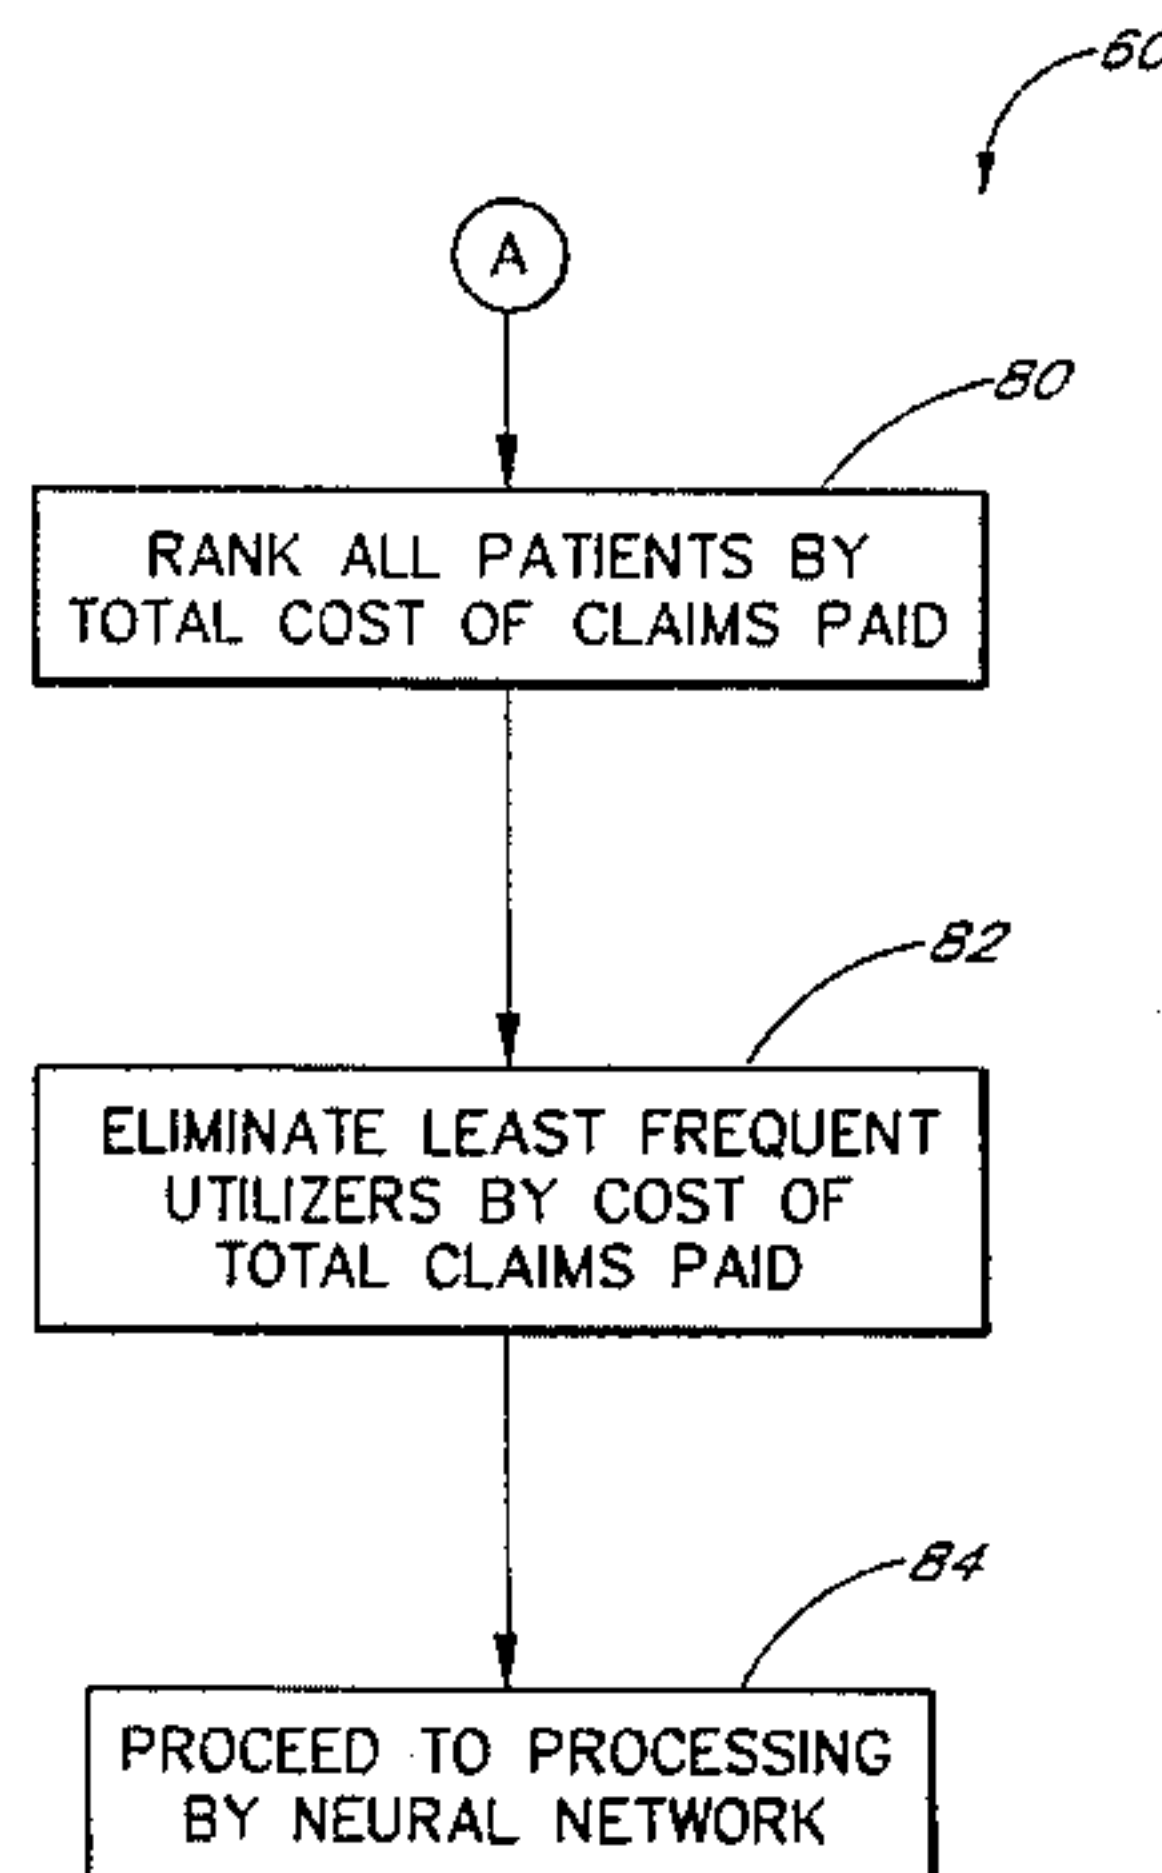 60
A
80
RANK ALL PATIENTS BY
TOTAL COST OF CLAIMS PAID
82
ELIMINATE LEAST FREQUENT
UTILIZERS BY COST OF
TOTAL CLAIMS PAID
84
PROCEED TO PROCESSING
BY NEURAL NETWORK